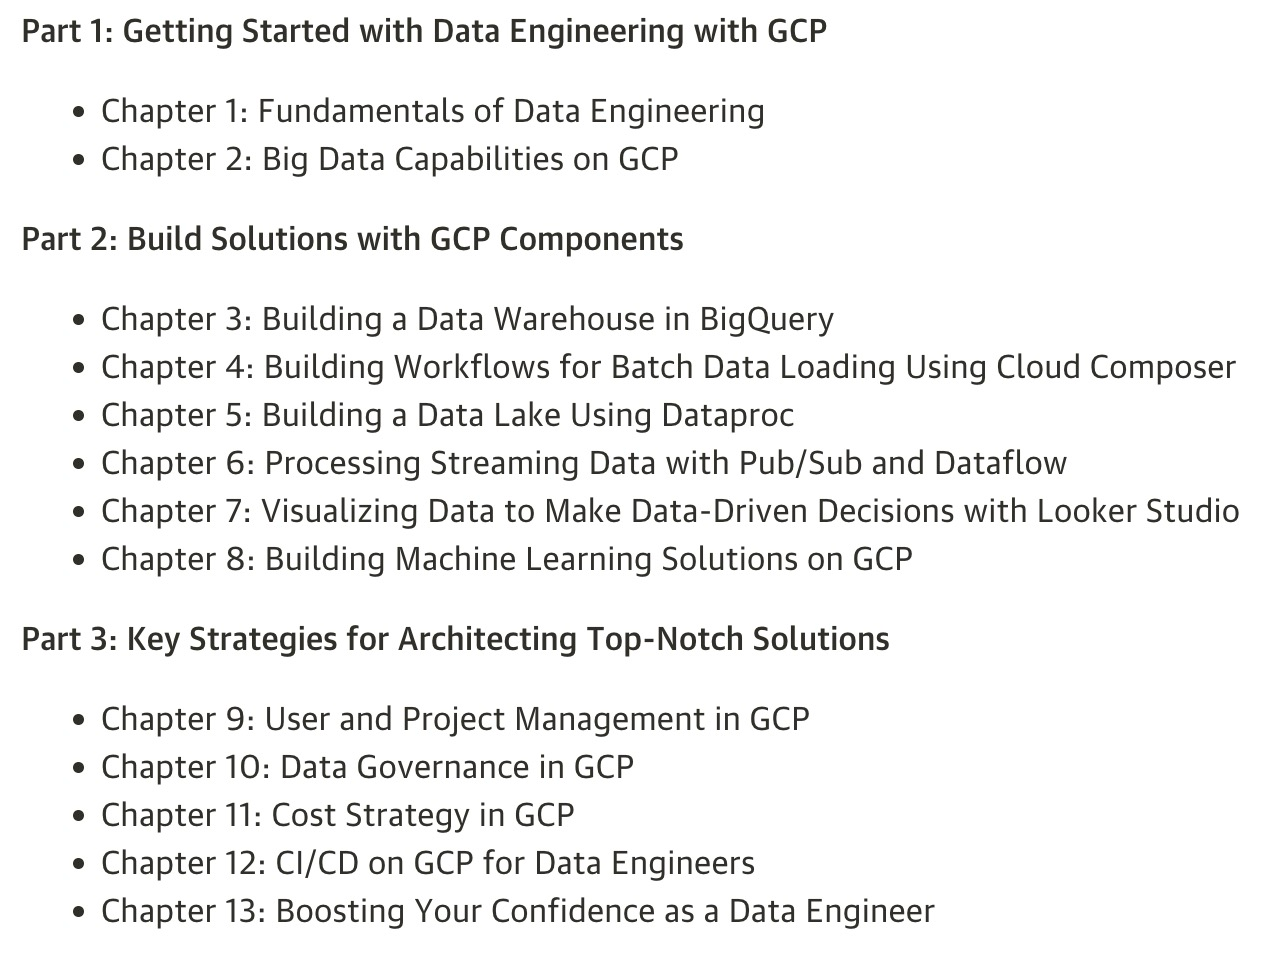 Part 1: Getting Started with Data Engineering with GCP
• Chapter 1: Fundamentals of Data Engineering
• Chapter 2: Big Data Capabilities on GCP
Part 2: Build Solutions with GCP Components
• Chapter 3: Building a Data Warehouse in BigQuery
• Chapter 4: Building Workflows for Batch Data Loading Using Cloud Composer
• Chapter 5: Building a Data Lake Using Dataproc
• Chapter 6: Processing Streaming Data with Pub/Sub and Dataflow
• Chapter 7: Visualizing Data to Make Data-Driven Decisions with Looker Studio
• Chapter 8: Building Machine Learning Solutions on GCP
Part 3: Key Strategies for Architecting Top-Notch Solutions
• Chapter 9: User and Project Management in GCP
• Chapter 10: Data Governance in GCP
• Chapter 11: Cost Strategy in GCP
• Chapter 12: CI/CD on GCP for Data Engineers
• Chapter 13: Boosting Your Confidence as a Data Engineer